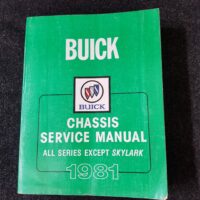 BUICK
BUICK
CHASSIS
SERVICE MANUAL
ALL SERIES EXCEPT SKYLARK
1981